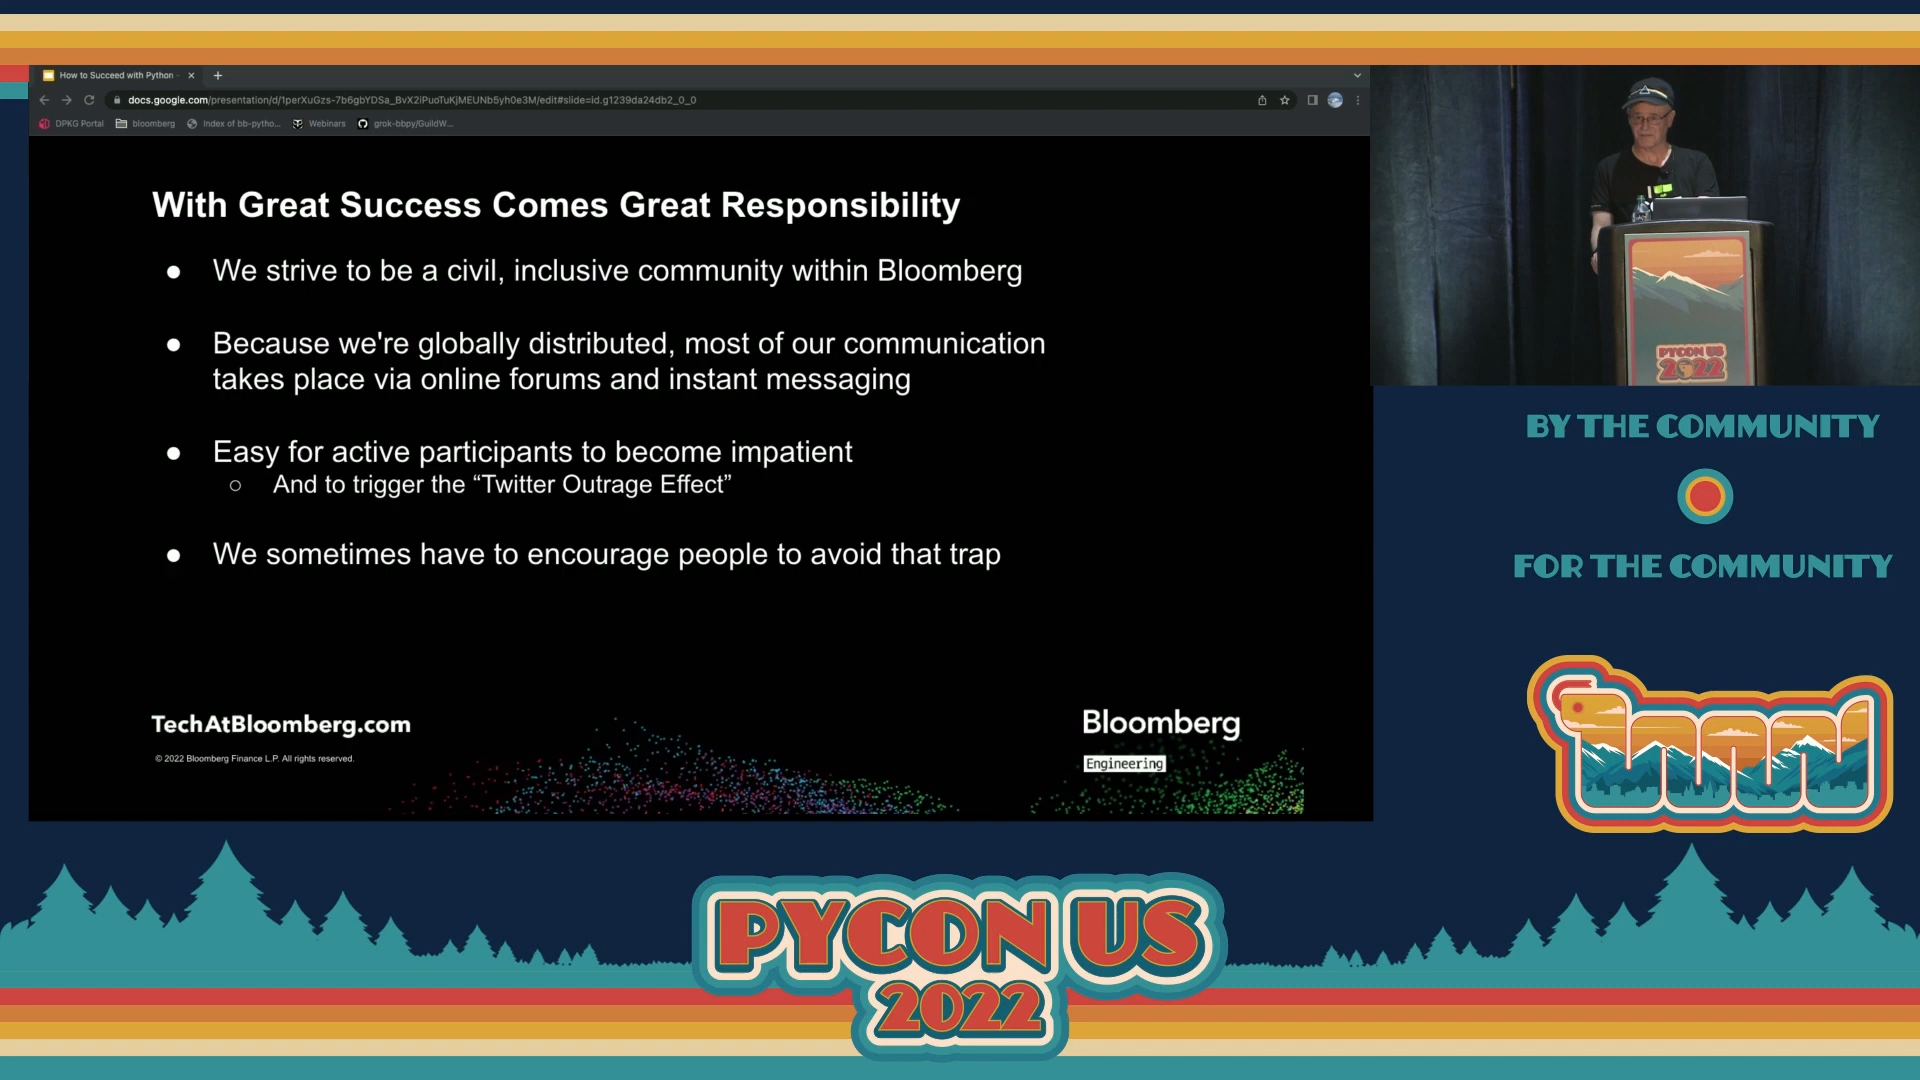 How to Succeed with Python
docs.google.com/presentation/d/1perXuGzs-7b6gbYDSa_BvX2iPuoTuKjMEUNb5yh0e3M/edit#slide=id.g1239da24db2_0_0
DPKG Portal
bloomberg
Index of bb-pytho...
Webinars
grok-bbpy/GuildW...
With Great Success Comes Great Responsibility
● We strive to be a civil, inclusive community within Bloomberg
● Because we're globally distributed, most of our communication
takes place via online forums and instant messaging
● Easy for active participants to become impatient
○ And to trigger the “Twitter Outrage Effect”
● We sometimes have to encourage people to avoid that trap
TechAtBloomberg.com
© 2022 Bloomberg Finance L.P. All rights reserved.
Bloomberg
Engineering
PYCON US
2022
BY THE COMMUNITY
FOR THE COMMUNITY
PYCON US
2022